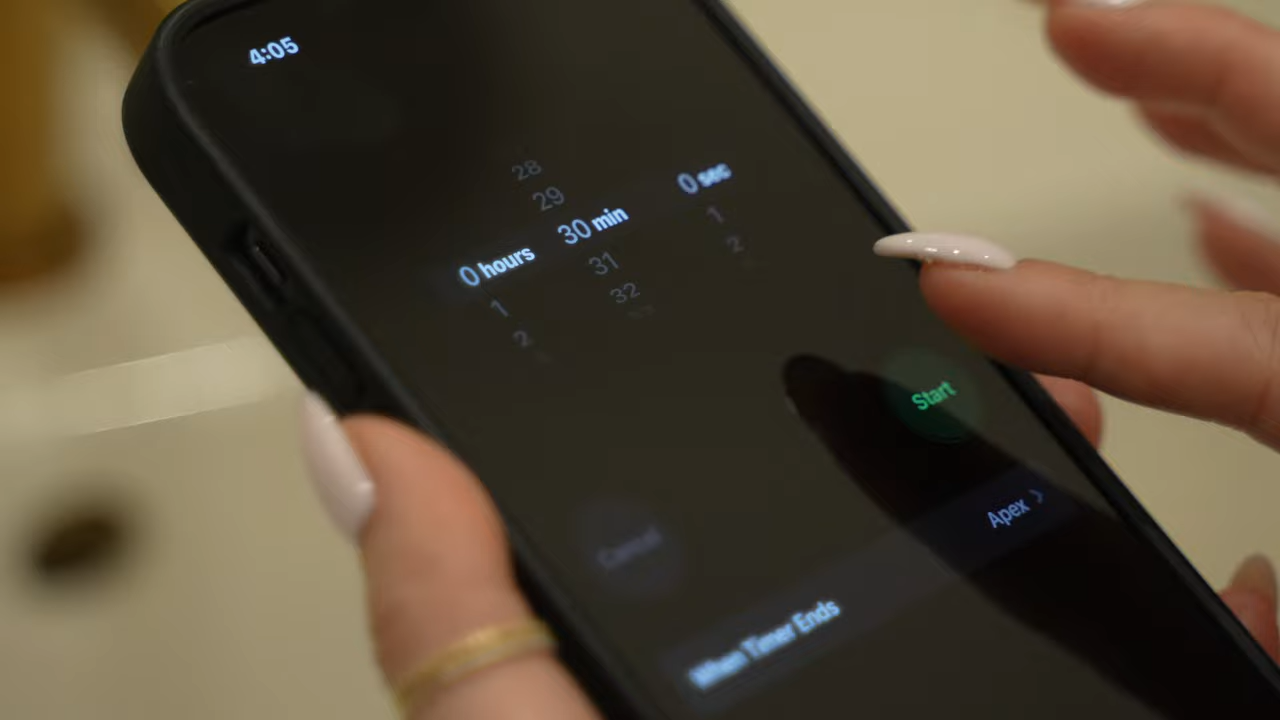 4:05
28
29
0 hours 30 min 0 sec
1 31 1
2 32 2
Start
Cancel
When Timer Ends Apex >